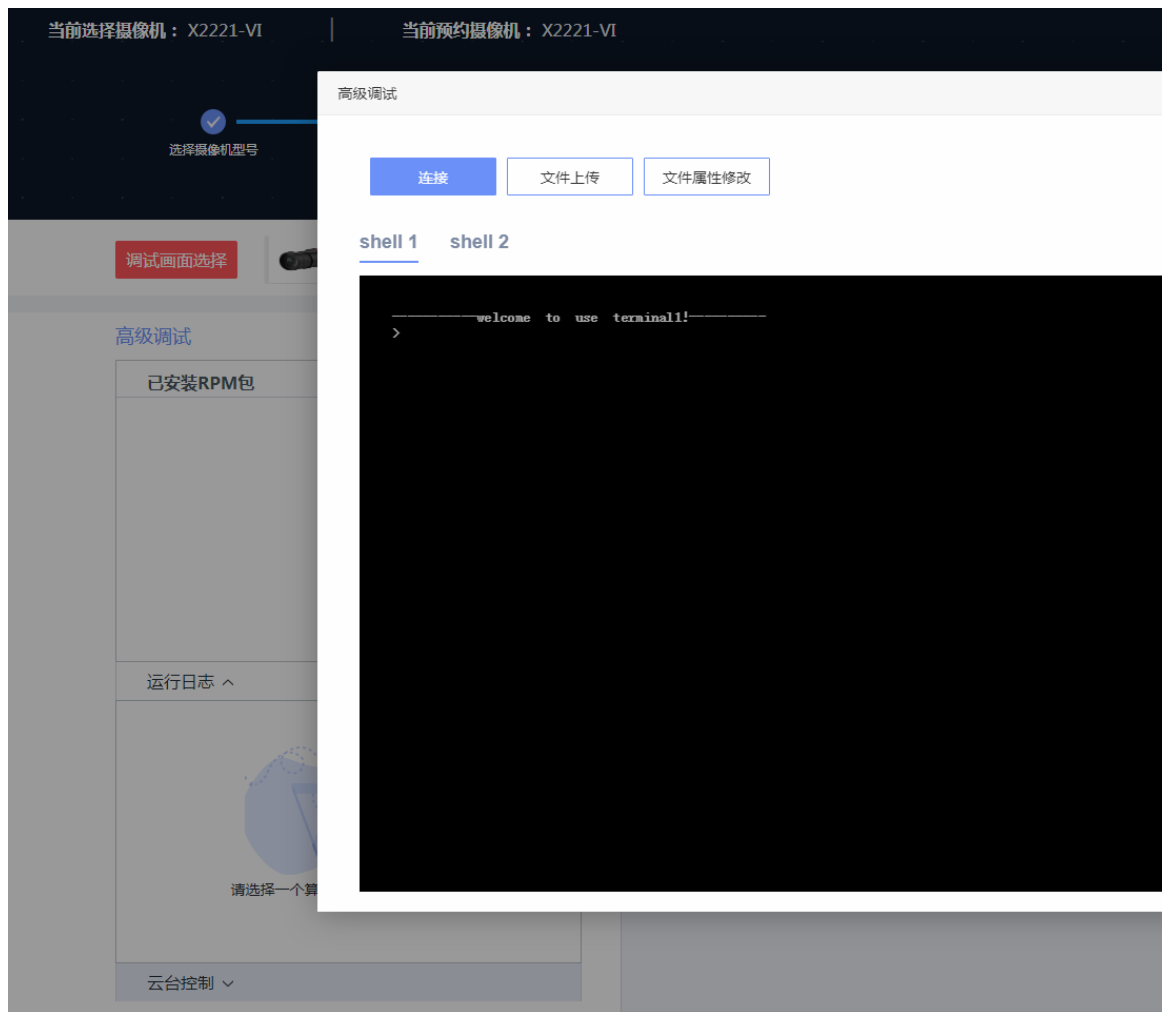 当前选择摄像机： X2221-VI
当前预约摄像机： X2221-VI
选择摄像机型号
高级调试
连接
文件上传
文件属性修改
shell 1
shell 2
welcome to use terminal1!
>
调试画面选择
高级调试
已安装RPM包
运行日志
请选择一个算
云台控制